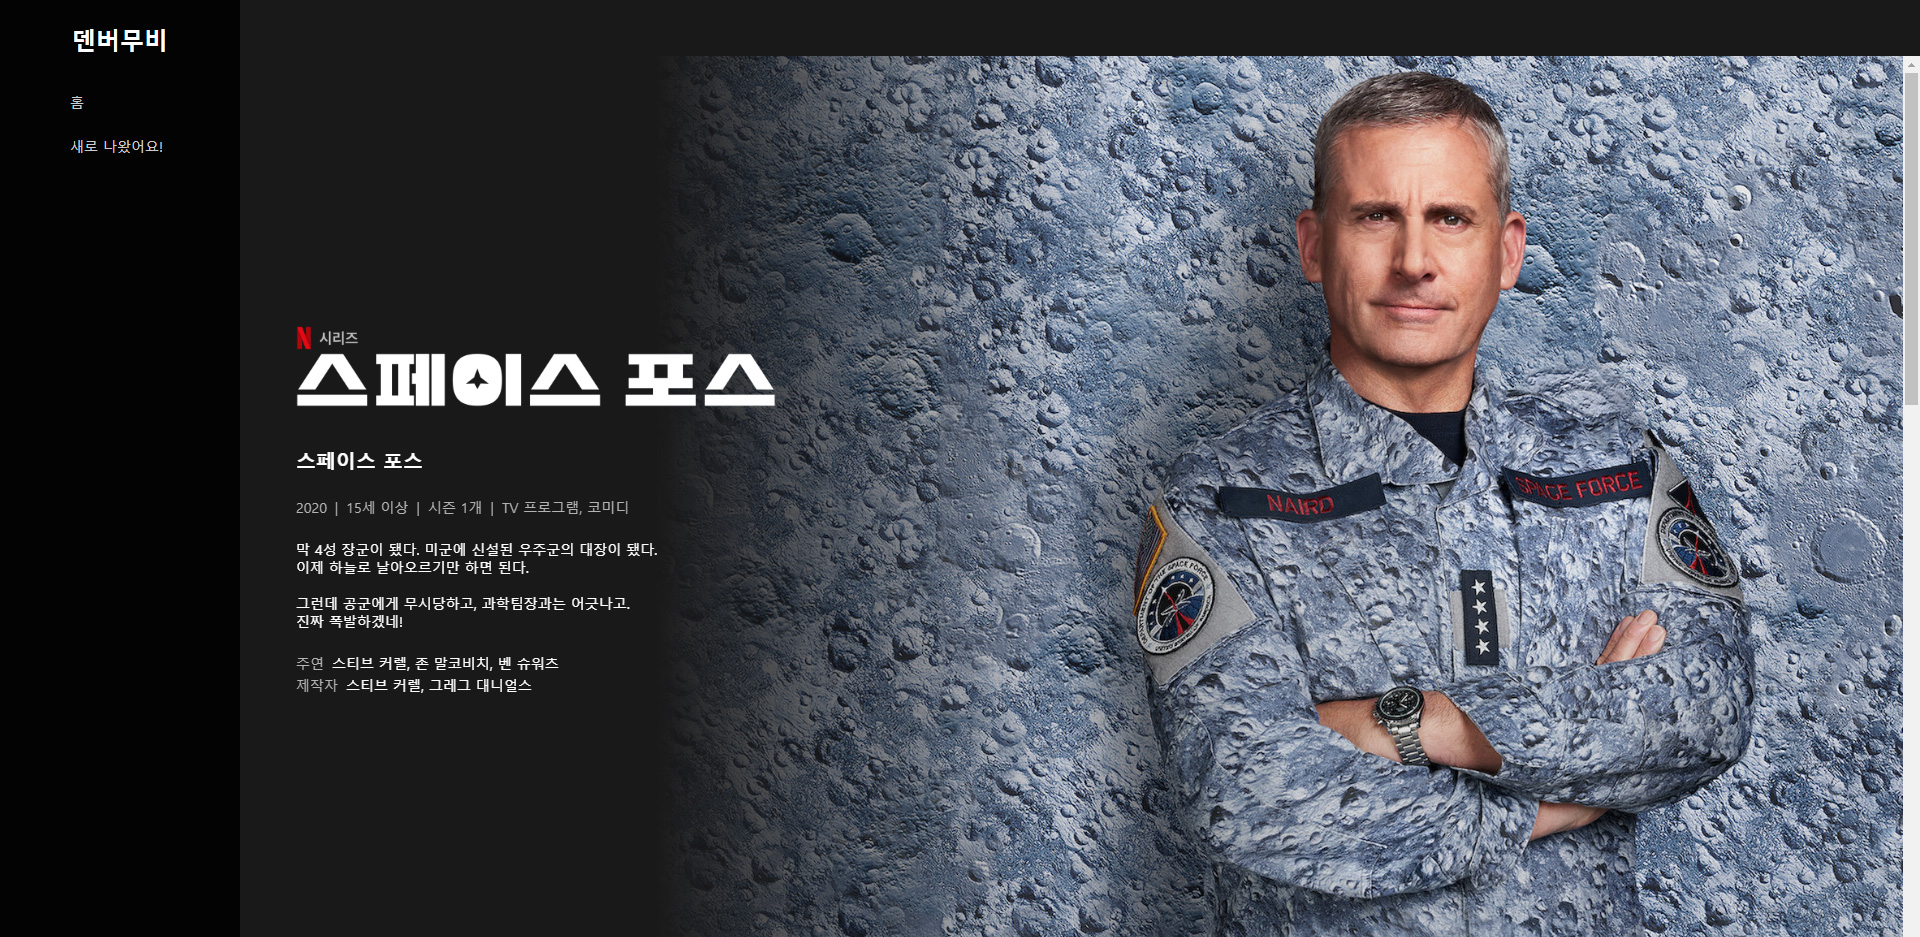 덴버무비
홈
새로 나왔어요!
N 시리즈
스페이스 포스
스페이스 포스
2020 | 15세 이상 | 시즌 1개 | TV 프로그램, 코미디
막 4성 장군이 됐다. 미군에 신설된 우주군의 대장이 됐다.
이제 하늘로 날아오르기만 하면 된다.
그런데 공군에게 무시당하고, 과학팀장과는 어긋나고.
진짜 폭발하겠네!
주연 스티브 커렐, 존 말코비치, 벤 슈워츠
제작자 스티브 커렐, 그레그 대니얼스
NAIRD
SPACE FORCE